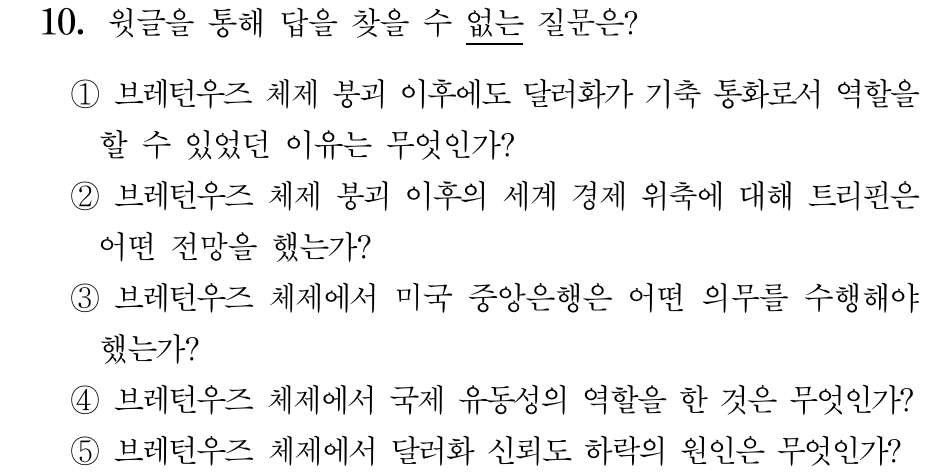 10. 윗글을 통해 답을 찾을 수 없는 질문은?
① 브레턴우즈 체제 붕괴 이후에도 달러화가 기축 통화로서 역할을
할 수 있었던 이유는 무엇인가?
② 브레턴우즈 체제 붕괴 이후의 세계 경제 위축에 대해 트리핀은
어떤 전망을 했는가?
③ 브레턴우즈 체제에서 미국 중앙은행은 어떤 의무를 수행해야
했는가?
④ 브레턴우즈 체제에서 국제 유동성의 역할을 한 것은 무엇인가?
⑤ 브레턴우즈 체제에서 달러화 신뢰도 하락의 원인은 무엇인가?